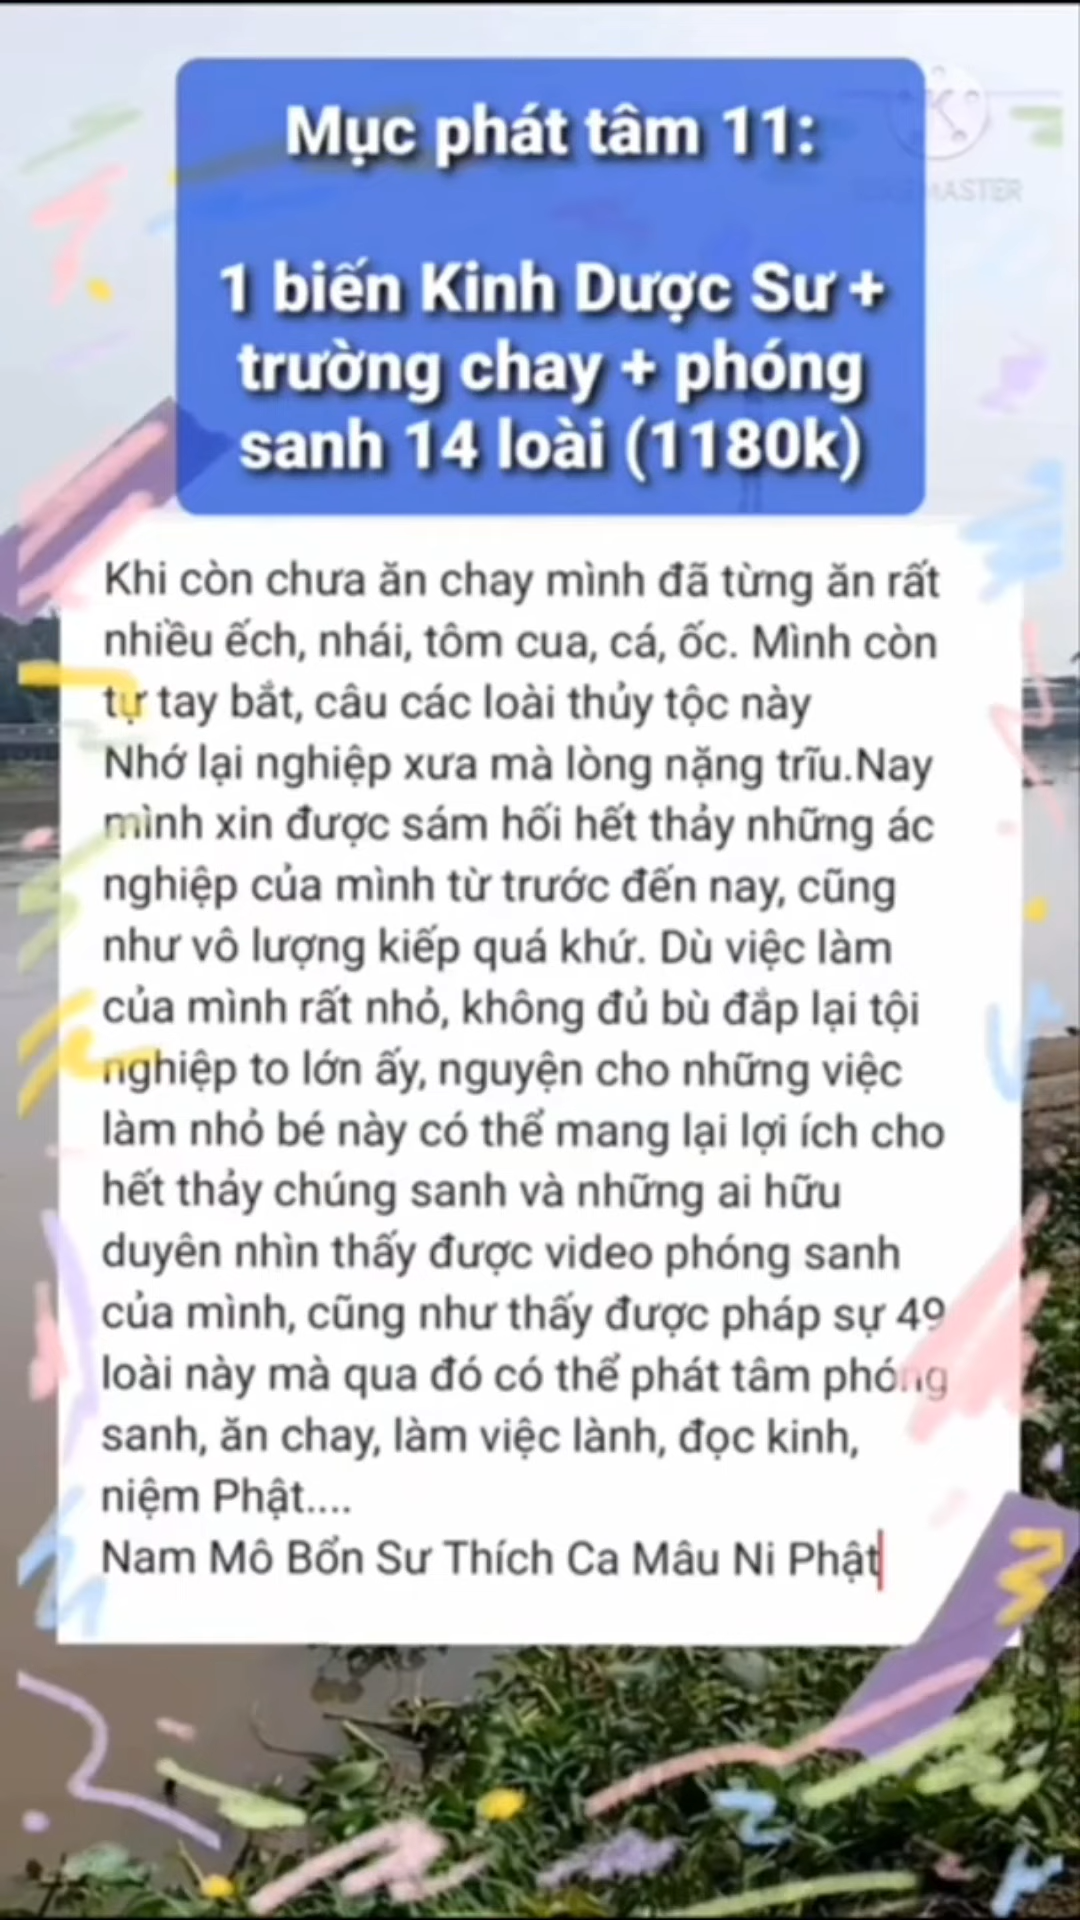 Mục phát tâm 11:
1 biến Kinh Dược Sư +
trường chay + phóng
sanh 14 loài (1180k)
Khi còn chưa ăn chay mình đã từng ăn rất
nhiều ếch, nhái, tôm cua, cá, ốc. Mình còn
tự tay bắt, câu các loài thủy tộc này
Nhớ lại nghiệp xưa mà lòng nặng trĩu.Nay
mình xin được sám hối hết thảy những ác
nghiệp của mình từ trước đến nay, cũng
như vô lượng kiếp quá khứ. Dù việc làm
của mình rất nhỏ, không đủ bù đắp lại tội
nghiệp to lớn ấy, nguyện cho những việc
làm nhỏ bé này có thể mang lại lợi ích cho
hết thảy chúng sanh và những ai hữu
duyên nhìn thấy được video phóng sanh
của mình, cũng như thấy được pháp sự 49
loài này mà qua đó có thể phát tâm phóng
sanh, ăn chay, làm việc lành, đọc kinh,
niệm Phật....
Nam Mô Bổn Sư Thích Ca Mâu Ni Phật